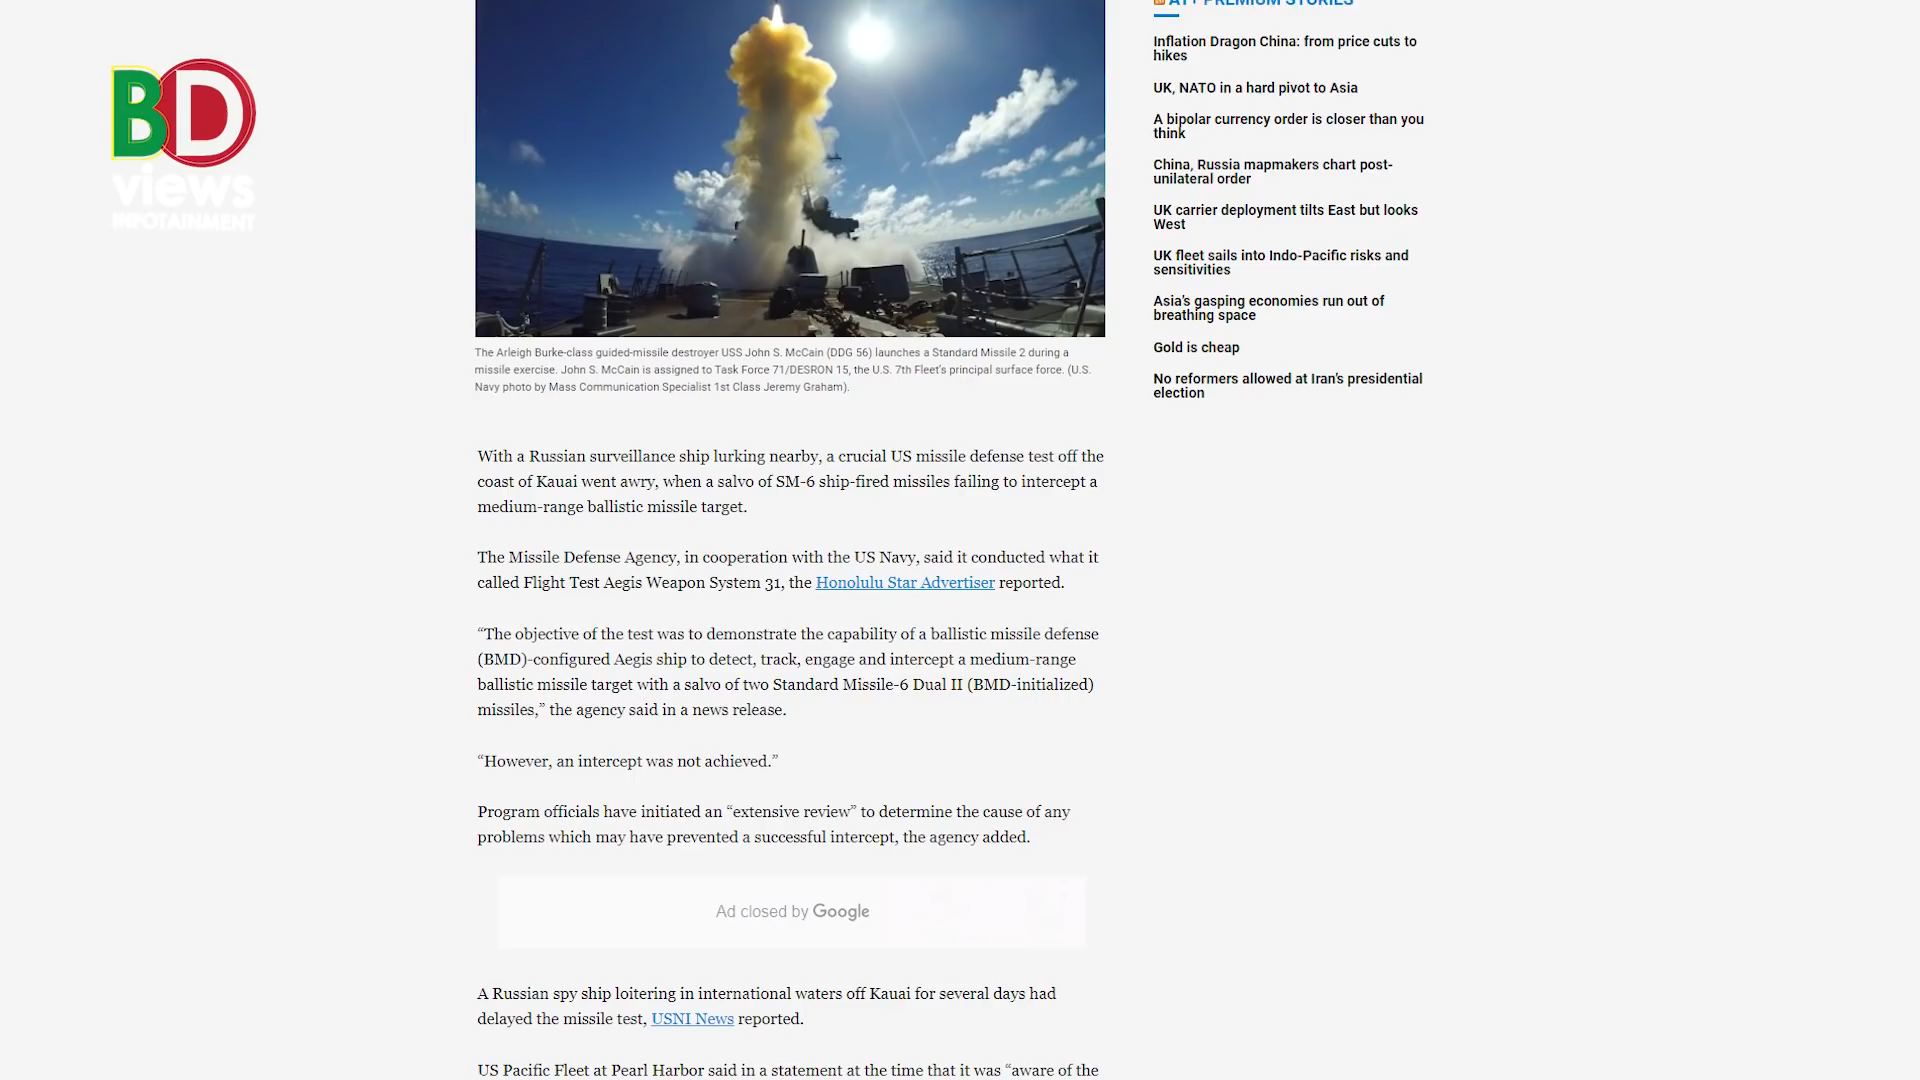 BD
views
INFOTAINMENT
AT+ PREMIUM STORIES
Inflation Dragon China: from price cuts to
hikes
UK, NATO in a hard pivot to Asia
A bipolar currency order is closer than you
think
China, Russia mapmakers chart post-
unilateral order
UK carrier deployment tilts East but looks
West
UK fleet sails into Indo-Pacific risks and
sensitivities
Asia’s gasping economies run out of
breathing space
Gold is cheap
No reformers allowed at Iran’s presidential
election
The Arleigh Burke-class guided-missile destroyer USS John S. McCain (DDG 56) launches a Standard Missile 2 during a
missile exercise. John S. McCain is assigned to Task Force 71/DESRON 15, the U.S. 7th Fleet’s principal surface force. (U.S.
Navy photo by Mass Communication Specialist 1st Class Jeremy Graham).
With a Russian surveillance ship lurking nearby, a crucial US missile defense test off the
coast of Kauai went awry, when a salvo of SM-6 ship-fired missiles failing to intercept a
medium-range ballistic missile target.
The Missile Defense Agency, in cooperation with the US Navy, said it conducted what it
called Flight Test Aegis Weapon System 31, the Honolulu Star Advertiser reported.
“The objective of the test was to demonstrate the capability of a ballistic missile defense
(BMD)-configured Aegis ship to detect, track, engage and intercept a medium-range
ballistic missile target with a salvo of two Standard Missile-6 Dual II (BMD-initialized)
missiles,” the agency said in a news release.
“However, an intercept was not achieved.”
Program officials have initiated an “extensive review” to determine the cause of any
problems which may have prevented a successful intercept, the agency added.
Ad closed by Google
A Russian spy ship loitering in international waters off Kauai for several days had
delayed the missile test, USNI News reported.
US Pacific Fleet at Pearl Harbor said in a statement at the time that it was “aware of the